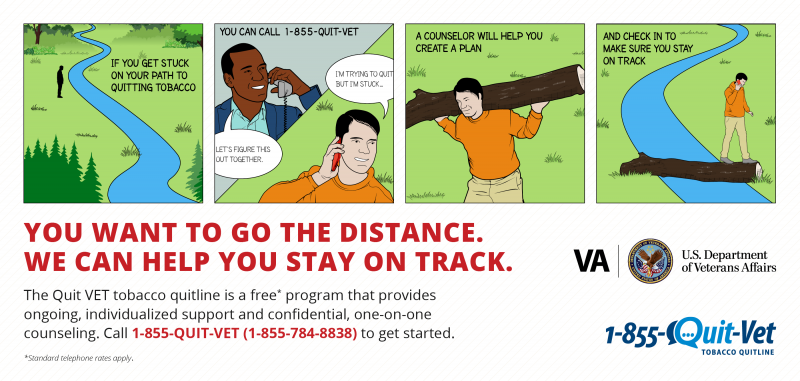 IF YOU GET STUCK
ON YOUR PATH TO
QUITTING TOBACCO
YOU CAN CALL 1-855-QUIT-VET
I'M TRYING TO QUIT
BUT I'M STUCK...
LET'S FIGURE THIS
OUT TOGETHER.
A COUNSELOR WILL HELP YOU
CREATE A PLAN
AND CHECK IN TO
MAKE SURE YOU STAY
ON TRACK
YOU WANT TO GO THE DISTANCE.
WE CAN HELP YOU STAY ON TRACK.
The Quit VET tobacco quitline is a free* program that provides
ongoing, individualized support and confidential, one-on-one
counseling. Call 1-855-QUIT-VET (1-855-784-8838) to get started.
*Standard telephone rates apply.
VA
U.S. Department
of Veterans Affairs
1-855-Quit-Vet
TOBACCO QUITLINE